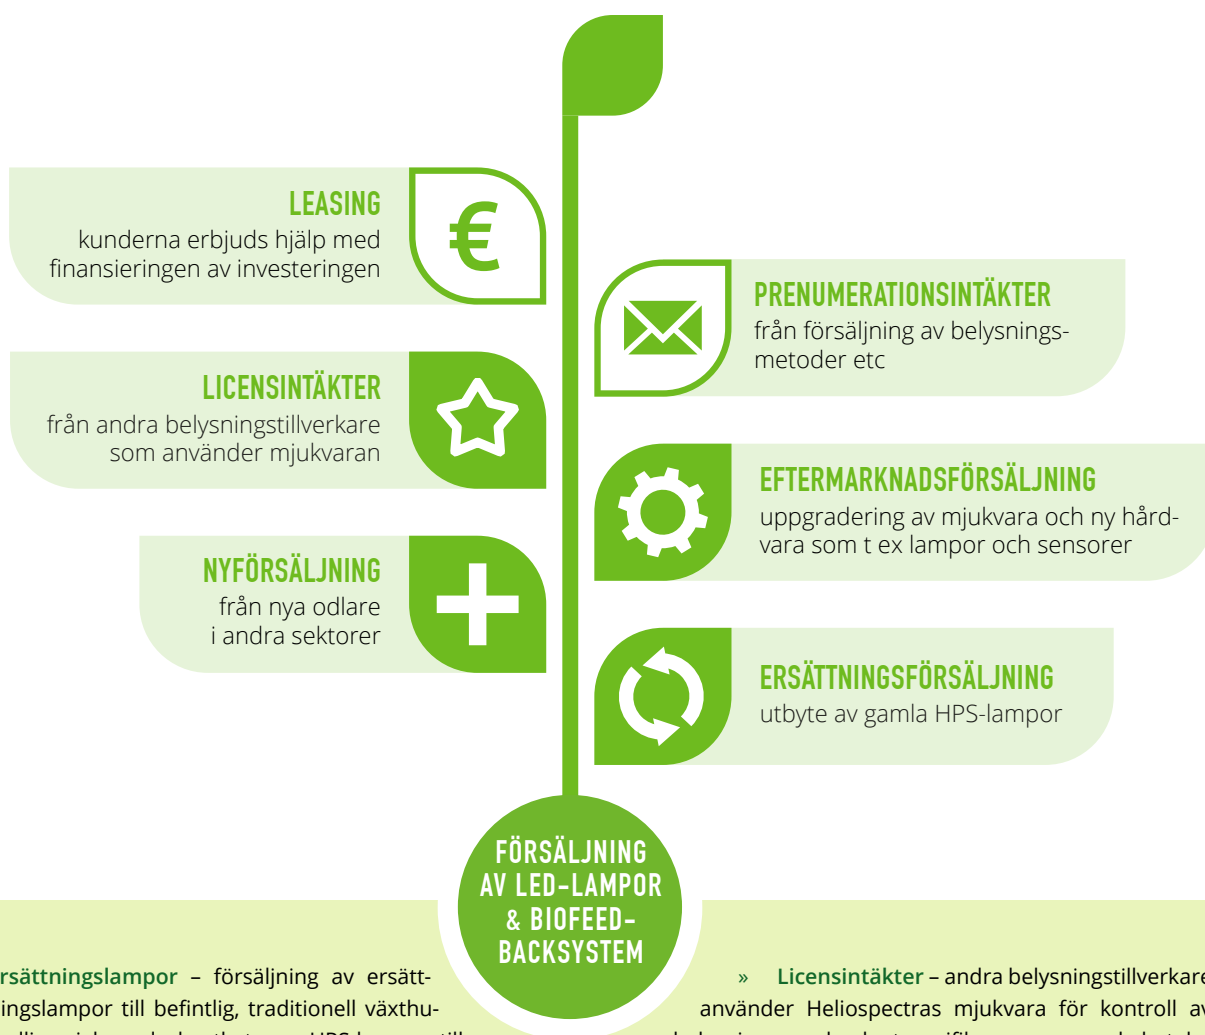 LEASING
kunderna erbjuds hjälp med
finansieringen av investeringen
PRENUMERATIONSINTÄKTER
från försäljning av belysnings-
metoder etc
LICENSINTÄKTER
från andra belysningstillverkare
som använder mjukvaran
EFTERMARKNADSFÖRSÄLJNING
uppgradering av mjukvara och ny hård-
vara som t ex lampor och sensorer
NYFÖRSÄLJNING
från nya odlare
i andra sektorer
ERSÄTTNINGSFÖRSÄLJNING
utbyte av gamla HPS-lampor
FÖRSÄLJNING
AV LED-LAMPOR
& BIOFEED-
BACKSYSTEM
rsättningslampor – försäljning av ersätt-
ingslampor till befintlig, traditionell växthu-
» Licensintäkter – andra belysningstillverkare
använder Heliospectras mjukvara för kontroll av